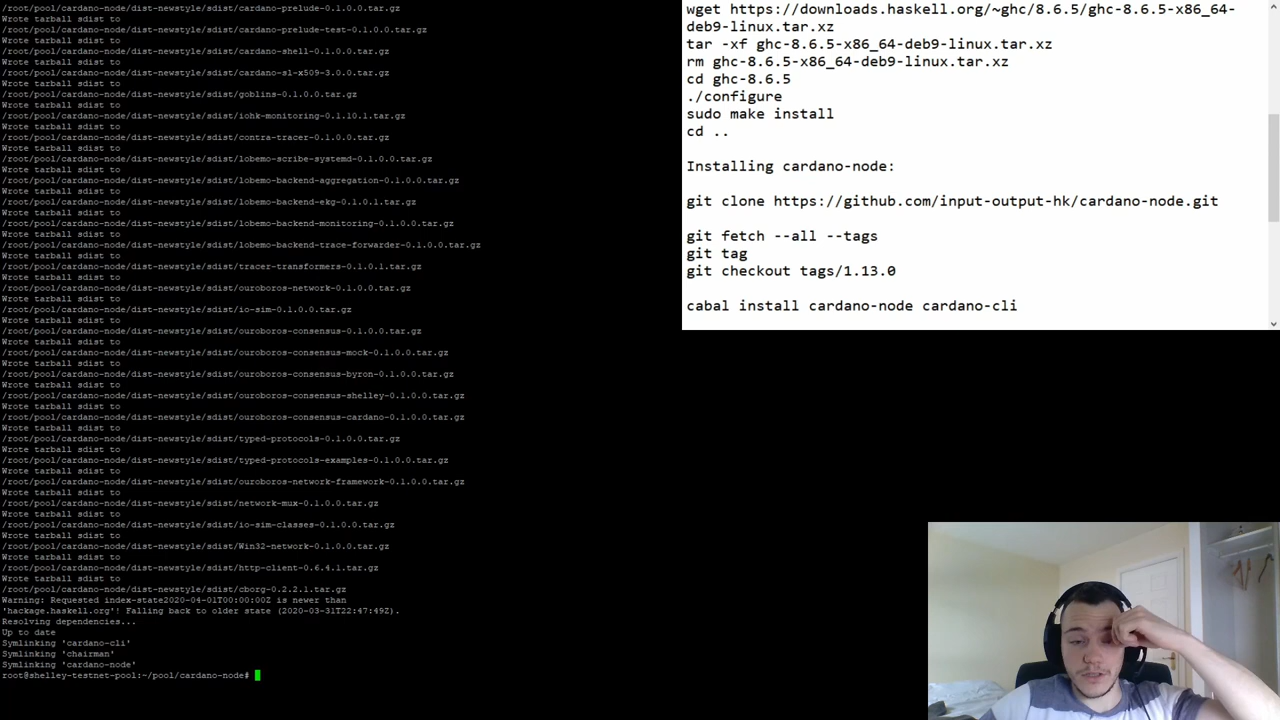 /root/pool/cardano-node/dist-newstyle/sdist/cardano-prelude-0.1.0.0.tar.gz
Wrote tarball sdist to
/root/pool/cardano-node/dist-newstyle/sdist/cardano-prelude-test-0.1.0.0.tar.gz
Wrote tarball sdist to
/root/pool/cardano-node/dist-newstyle/sdist/cardano-shell-0.1.0.0.tar.gz
Wrote tarball sdist to
/root/pool/cardano-node/dist-newstyle/sdist/cardano-sl-x509-3.0.0.0.tar.gz
Wrote tarball sdist to
/root/pool/cardano-node/dist-newstyle/sdist/goblins-0.1.0.0.tar.gz
Wrote tarball sdist to
/root/pool/cardano-node/dist-newstyle/sdist/iohk-monitoring-0.1.10.1.tar.gz
Wrote tarball sdist to
/root/pool/cardano-node/dist-newstyle/sdist/contra-tracer-0.1.0.0.tar.gz
Wrote tarball sdist to
/root/pool/cardano-node/dist-newstyle/sdist/lobemo-scribe-systemd-0.1.0.0.tar.gz
Wrote tarball sdist to
/root/pool/cardano-node/dist-newstyle/sdist/lobemo-backend-aggregation-0.1.0.0.tar.gz
Wrote tarball sdist to
/root/pool/cardano-node/dist-newstyle/sdist/lobemo-backend-ekg-0.1.0.1.tar.gz
Wrote tarball sdist to
/root/pool/cardano-node/dist-newstyle/sdist/lobemo-backend-monitoring-0.1.0.0.tar.gz
Wrote tarball sdist to
/root/pool/cardano-node/dist-newstyle/sdist/lobemo-backend-trace-forwarder-0.1.0.0.tar.gz
Wrote tarball sdist to
/root/pool/cardano-node/dist-newstyle/sdist/tracer-transformers-0.1.0.1.tar.gz
Wrote tarball sdist to
/root/pool/cardano-node/dist-newstyle/sdist/ouroboros-network-0.1.0.0.tar.gz
Wrote tarball sdist to
/root/pool/cardano-node/dist-newstyle/sdist/io-sim-0.1.0.0.tar.gz
Wrote tarball sdist to
/root/pool/cardano-node/dist-newstyle/sdist/ouroboros-consensus-0.1.0.0.tar.gz
Wrote tarball sdist to
/root/pool/cardano-node/dist-newstyle/sdist/ouroboros-consensus-mock-0.1.0.0.tar.gz
Wrote tarball sdist to
/root/pool/cardano-node/dist-newstyle/sdist/ouroboros-consensus-byron-0.1.0.0.tar.gz
Wrote tarball sdist to
/root/pool/cardano-node/dist-newstyle/sdist/ouroboros-consensus-shelley-0.1.0.0.tar.gz
Wrote tarball sdist to
/root/pool/cardano-node/dist-newstyle/sdist/ouroboros-consensus-cardano-0.1.0.0.tar.gz
Wrote tarball sdist to
/root/pool/cardano-node/dist-newstyle/sdist/typed-protocols-0.1.0.0.tar.gz
Wrote tarball sdist to
/root/pool/cardano-node/dist-newstyle/sdist/typed-protocols-examples-0.1.0.0.tar.gz
Wrote tarball sdist to
/root/pool/cardano-node/dist-newstyle/sdist/ouroboros-network-framework-0.1.0.0.tar.gz
Wrote tarball sdist to
/root/pool/cardano-node/dist-newstyle/sdist/network-mux-0.1.0.0.tar.gz
Wrote tarball sdist to
/root/pool/cardano-node/dist-newstyle/sdist/io-sim-classes-0.1.0.0.tar.gz
Wrote tarball sdist to
/root/pool/cardano-node/dist-newstyle/sdist/Win32-network-0.1.0.0.tar.gz
Wrote tarball sdist to
/root/pool/cardano-node/dist-newstyle/sdist/http-client-0.6.4.1.tar.gz
Wrote tarball sdist to
/root/pool/cardano-node/dist-newstyle/sdist/cborg-0.2.2.1.tar.gz
Warning: Requested index-state2020-04-01T00:00:00Z is newer than
'hackage.haskell.org'! Falling back to older state (2020-03-31T22:47:49Z).
Resolving dependencies...
Up to date
Symlinking 'cardano-cli'
Symlinking 'chairman'
Symlinking 'cardano-node'
root@shelley-testnet-pool:~/pool/cardano-node#
wget https://downloads.haskell.org/~ghc/8.6.5/ghc-8.6.5-x86_64-
deb9-linux.tar.xz
tar -xf ghc-8.6.5-x86_64-deb9-linux.tar.xz
rm ghc-8.6.5-x86_64-deb9-linux.tar.xz
cd ghc-8.6.5
./configure
sudo make install
cd ..
Installing cardano-node:
git clone https://github.com/input-output-hk/cardano-node.git
git fetch --all --tags
git tag
git checkout tags/1.13.0
cabal install cardano-node cardano-cli